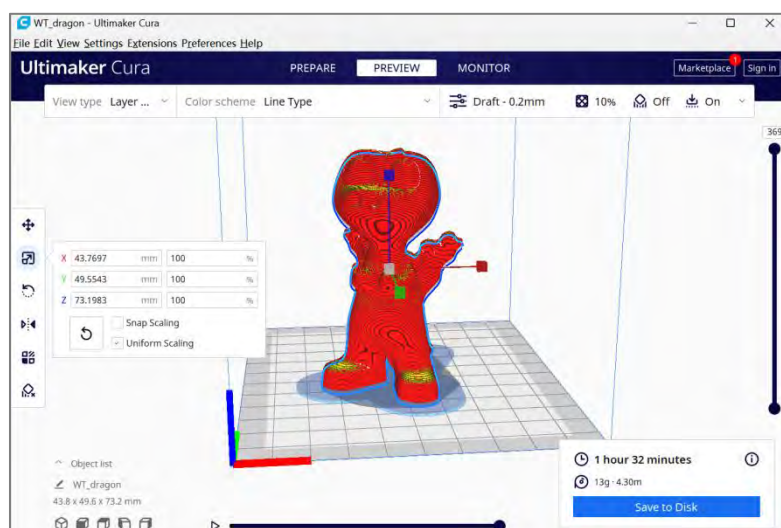 WT_dragon - Ultimaker Cura
File Edit View Settings Extensions Preferences Help
Ultimaker Cura PREPARE PREVIEW MONITOR Marketplace 1 Sign in
View type Layer ... Color scheme Line Type Draft - 0.2mm 10% Off On
369
X 43.7697 mm 100 %
Y 49.5543 mm 100 %
Z 73.1983 mm 100 %
Snap Scaling
Uniform Scaling
Object list
WT_dragon
43.8 x 49.6 x 73.2 mm
1 hour 32 minutes
13g · 4.30m
Save to Disk